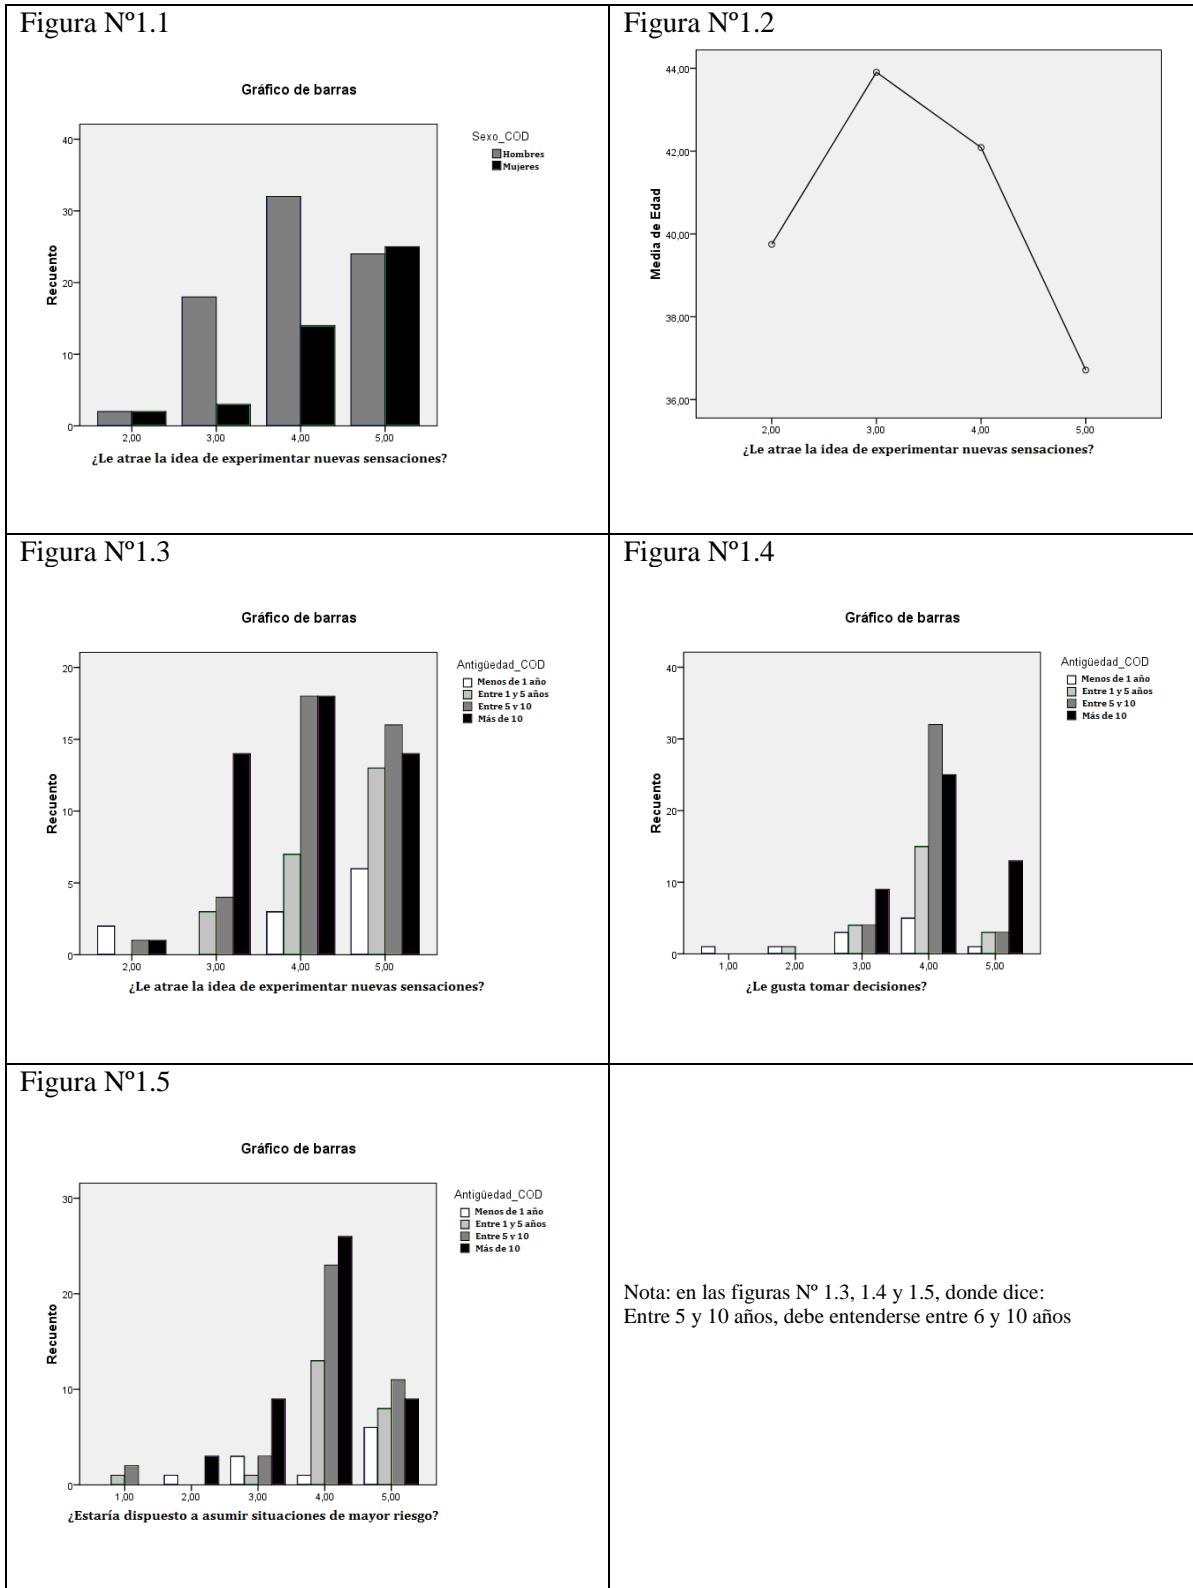 Figura Nº1.1
Gráfico de barras
Sexo_COD
Hombres
Mujeres
Recuento
40
30
20
10
0
2,00 3,00 4,00 5,00
¿Le atrae la idea de experimentar nuevas sensaciones?
Figura Nº1.2
Media de Edad
44,00
42,00
40,00
38,00
36,00
2,00 3,00 4,00 5,00
¿Le atrae la idea de experimentar nuevas sensaciones?
Figura Nº1.3
Gráfico de barras
Antigüedad_COD
Menos de 1 año
Entre 1 y 5 años
Entre 5 y 10
Más de 10
Recuento
20
15
10
5
0
2,00 3,00 4,00 5,00
¿Le atrae la idea de experimentar nuevas sensaciones?
Figura Nº1.4
Gráfico de barras
Antigüedad_COD
Menos de 1 año
Entre 1 y 5 años
Entre 5 y 10
Más de 10
Recuento
40
30
20
10
0
1,00 2,00 3,00 4,00 5,00
¿Le gusta tomar decisiones?
Figura Nº1.5
Gráfico de barras
Antigüedad_COD
Menos de 1 año
Entre 1 y 5 años
Entre 5 y 10
Más de 10
Recuento
30
20
10
0
1,00 2,00 3,00 4,00 5,00
¿Estaría dispuesto a asumir situaciones de mayor riesgo?
Nota: en las figuras Nº 1.3, 1.4 y 1.5, donde dice:
Entre 5 y 10 años, debe entenderse entre 6 y 10 años